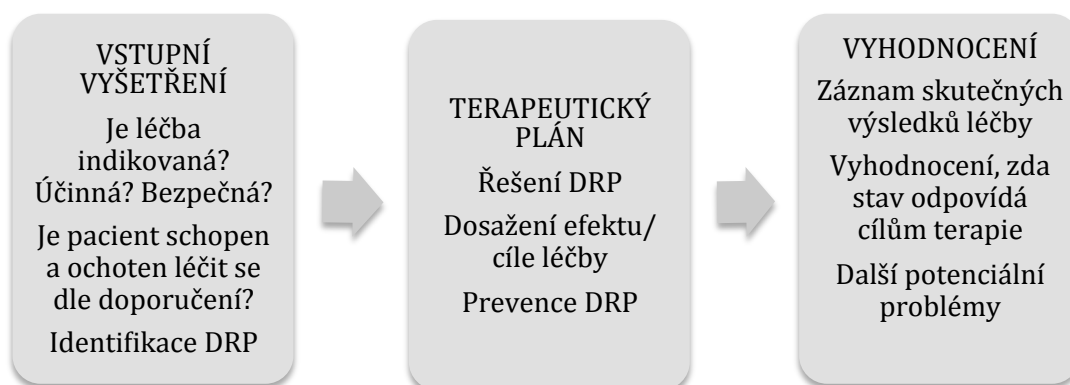 VSTUPNÍ
VYŠETŘENÍ
Je léčba
indikovaná?
Účinná? Bezpečná?
Je pacient schopen
a ochoten léčit se
dle doporučení?
Identifikace DRP
TERAPEUTICKÝ
PLÁN
Řešení DRP
Dosažení efektu/
cíle léčby
Prevence DRP
VYHODNOCENÍ
Záznam skutečných
výsledků léčby
Vyhodnocení, zda
stav odpovídá
cílům terapie
Další potenciální
problémy